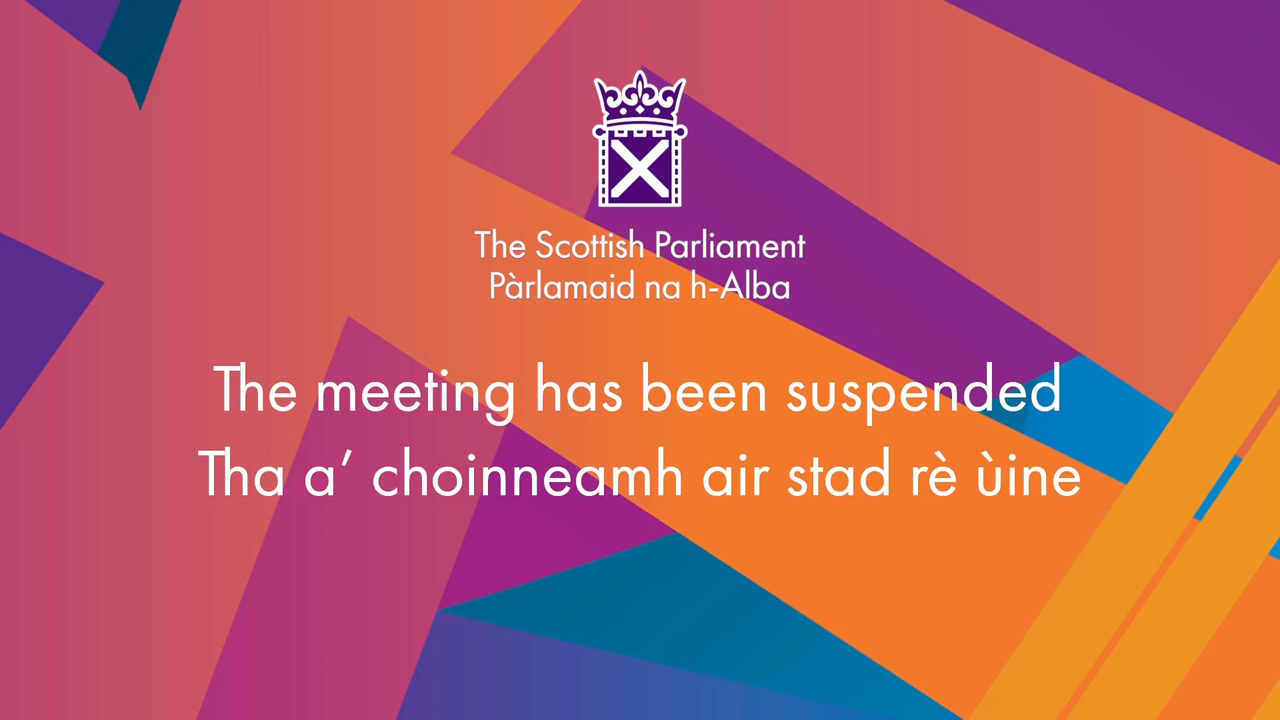 The Scottish Parliament
Pàrlamaid na h-Alba
The meeting has been suspended
Tha a’ choinneamh air stad rè ùine